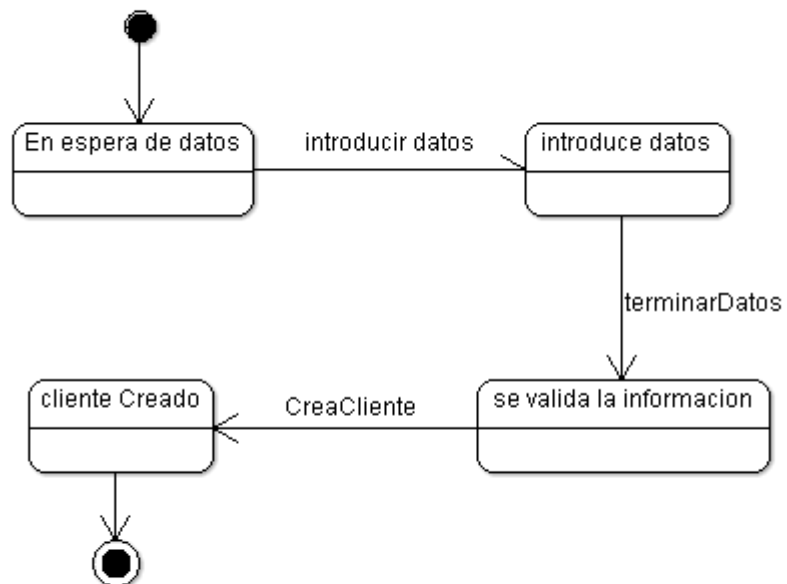 En espera de datos
introducir datos
introduce datos
terminarDatos
cliente Creado
CreaCliente
se valida la informacion